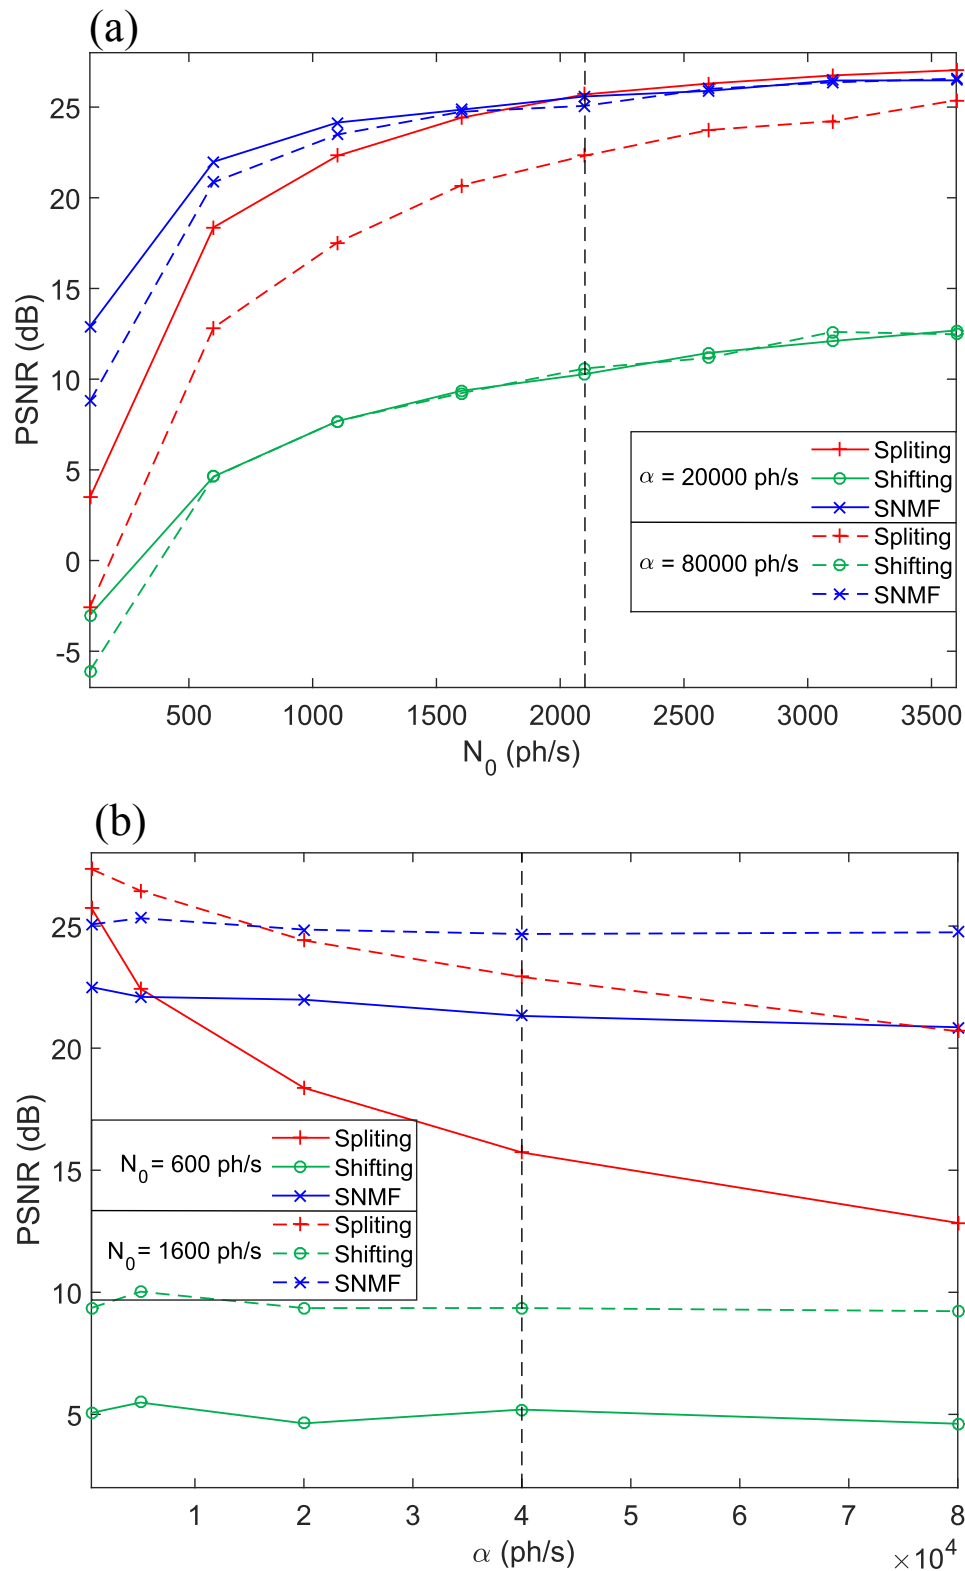 (a)
25
20
15
10
5
0
-5
PSNR (dB)
500 1000 1500 2000 2500 3000 3500
N₀ (ph/s)
α = 20000 ph/s
Spliting
Shifting
SNMF
α = 80000 ph/s
Spliting
Shifting
SNMF
(b)
25
20
15
10
5
PSNR (dB)
N₀= 600 ph/s
Spliting
Shifting
SNMF
N₀= 1600 ph/s
Spliting
Shifting
SNMF
1 2 3 4 5 6 7 8
α (ph/s)
×10⁴